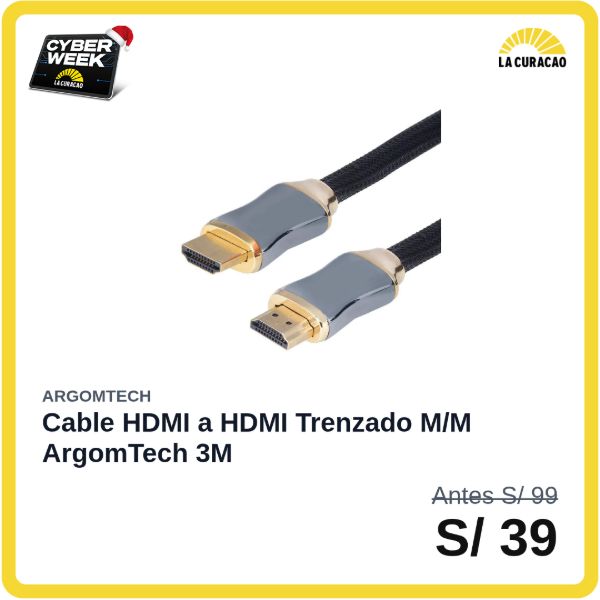 CYBER
WEEK
LA CURACAO
LA CURACAO
ARGOMTECH
Cable HDMI a HDMI Trenzado M/M
ArgomTech 3M
Antes S/ 99
S/ 39